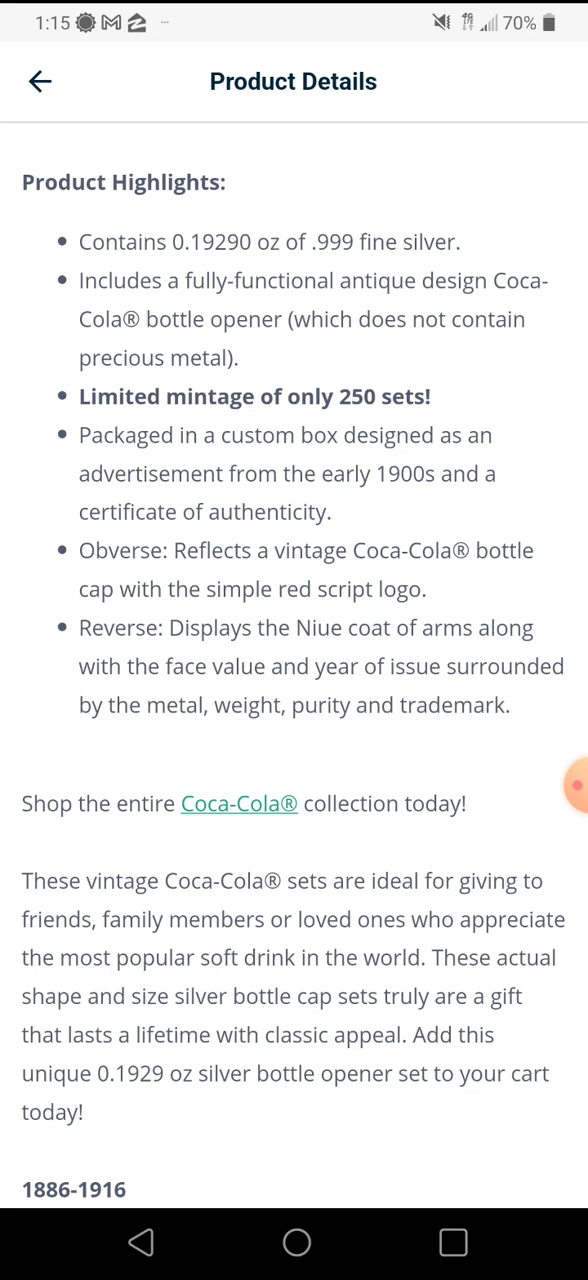 1:15 70%
Product Details
Product Highlights:
• Contains 0.19290 oz of .999 fine silver.
• Includes a fully-functional antique design Coca-
Cola® bottle opener (which does not contain
precious metal).
• Limited mintage of only 250 sets!
• Packaged in a custom box designed as an
advertisement from the early 1900s and a
certificate of authenticity.
• Obverse: Reflects a vintage Coca-Cola® bottle
cap with the simple red script logo.
• Reverse: Displays the Niue coat of arms along
with the face value and year of issue surrounded
by the metal, weight, purity and trademark.
Shop the entire Coca-Cola® collection today!
These vintage Coca-Cola® sets are ideal for giving to
friends, family members or loved ones who appreciate
the most popular soft drink in the world. These actual
shape and size silver bottle cap sets truly are a gift
that lasts a lifetime with classic appeal. Add this
unique 0.1929 oz silver bottle opener set to your cart
today!
1886-1916